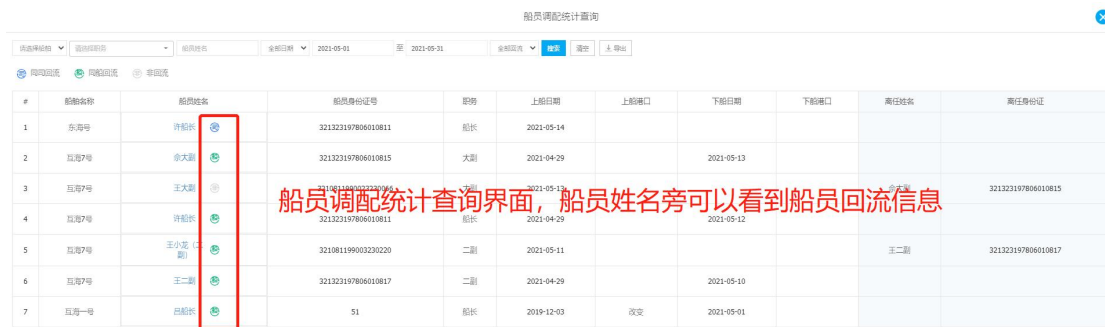 船员调配统计查询
请选择船舶 请选择职务 船员姓名 全部日期 2021-05-01 至 2021-05-31 全部回流 搜索 清空 导出
同司回流 同船回流 非回流
# 船舶名称 船员姓名 船员身份证号 职务 上船日期 上船港口 下船日期 下船港口 离任姓名 离任身份证
1 东海号 许船长 321323197806010811 船长 2021-05-14
2 互海7号 佘大副 321323197806010815 大副 2021-04-29 2021-05-13
3 互海7号 王大副 大副 2021-05-13 佘大副 321323197806010815
船员调配统计查询界面，船员姓名旁可以看到船员回流信息
4 互海7号 许船长 321323197806010811 船长 2021-04-29 2021-05-12
5 互海7号 王小龙（二副） 321081199003230220 二副 2021-05-11 王二副 321323197806010817
6 互海7号 王二副 321323197806010817 二副 2021-04-29 2021-05-10
7 互海一号 吕船长 51 船长 2019-12-03 改变 2021-05-01